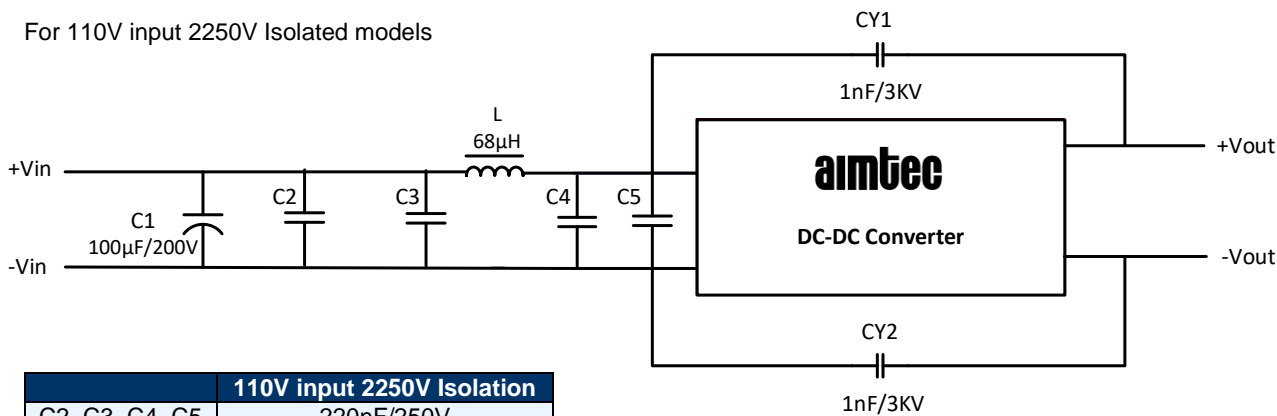 For 110V input 2250V Isolated models
CY1
1nF/3KV
L
68µH
+Vin
-Vin
C1
100µF/200V
C2
C3
C4
C5
aimtec
DC-DC Converter
+Vout
-Vout
CY2
1nF/3KV
110V input 2250V Isolation
C2, C3, C4, C5 220nF/250V